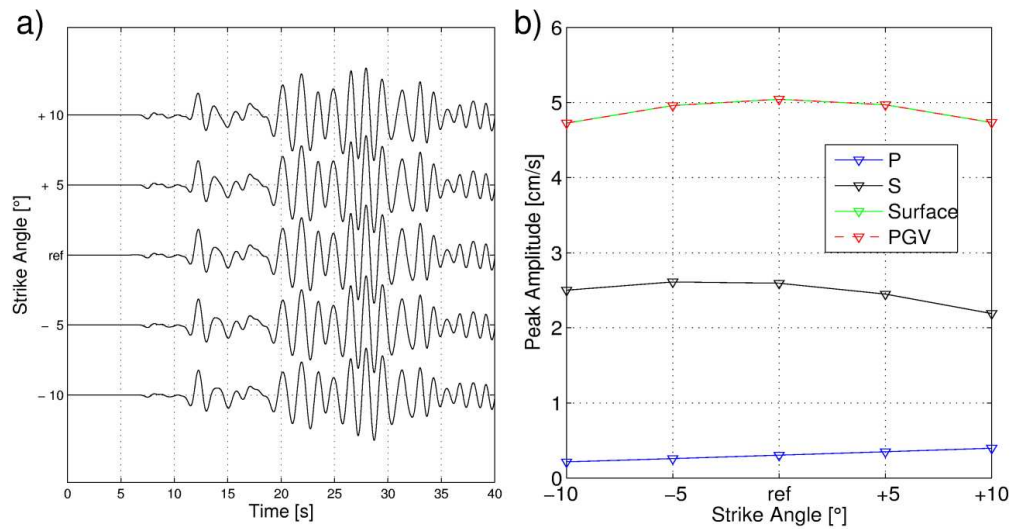 a)
Strike Angle [°]
+ 10
+ 5
ref
− 5
− 10
0 5 10 15 20 25 30 35 40
Time [s]
b)
Peak Amplitude [cm/s]
6
5
4
3
2
1
0
P
S
Surface
PGV
−10 −5 ref +5 +10
Strike Angle [°]